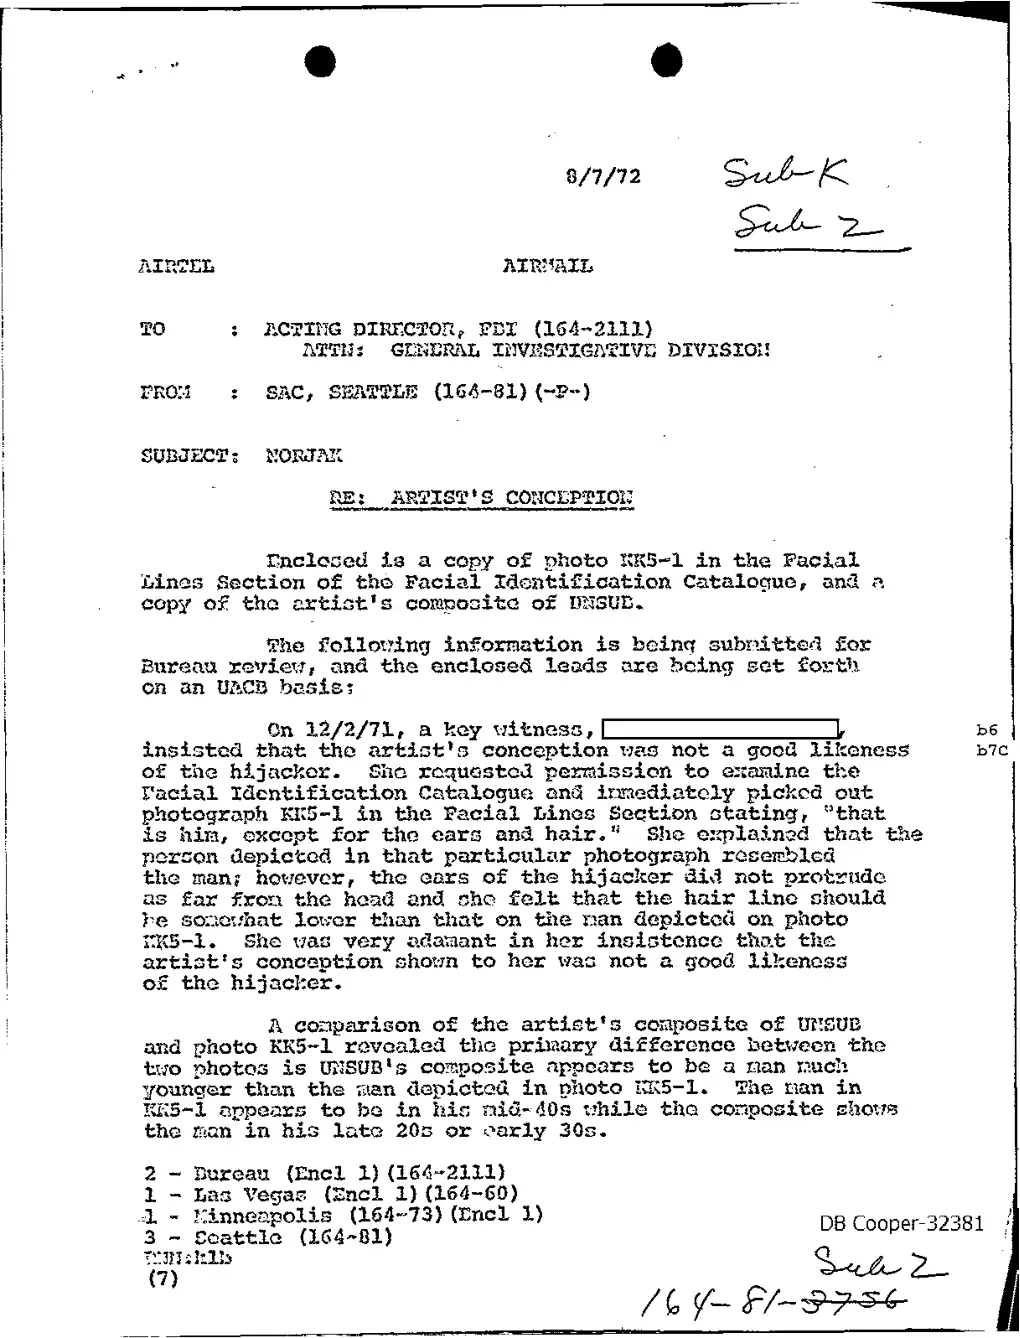 8/7/72
Sub K
Sub 2
AIRTEL AIRMAIL
TO : ACTING DIRECTOR, FBI (164-2111)
ATTN: GENERAL INVESTIGATIVE DIVISION
FROM : SAC, SEATTLE (164-81) (-P-)
SUBJECT: NORJAK
RE: ARTIST'S CONCEPTION
Enclosed is a copy of photo KK5-1 in the Facial
Lines Section of the Facial Identification Catalogue, and a
copy of the artist's composite of UNSUB.
The following information is being submitted for
Bureau review, and the enclosed leads are being set forth
on an UACB basis:
On 12/2/71, a key witness, ,
insisted that the artist's conception was not a good likeness
of the hijacker. She requested permission to examine the
Facial Identification Catalogue and immediately picked out
photograph KK5-1 in the Facial Lines Section stating, "that
is him, except for the ears and hair." She explained that the
person depicted in that particular photograph resembled
the man; however, the ears of the hijacker did not protrude
as far from the head and she felt that the hair line should
be somewhat lower than that on the man depicted on photo
KK5-1. She was very adamant in her insistence that the
artist's conception shown to her was not a good likeness
of the hijacker.
b6
b7C
A comparison of the artist's composite of UNSUB
and photo KK5-1 revealed the primary difference between the
two photos is UNSUB's composite appears to be a man much
younger than the man depicted in photo KK5-1. The man in
KK5-1 appears to be in his mid-40s while the composite shows
the man in his late 20s or early 30s.
2 - Bureau (Encl 1) (164-2111)
1 - Las Vegas (Encl 1) (164-60)
1 - Minneapolis (164-73) (Encl 1)
3 - Seattle (164-81)
(7)
DB Cooper-32381
Sub 2
164-81-3756